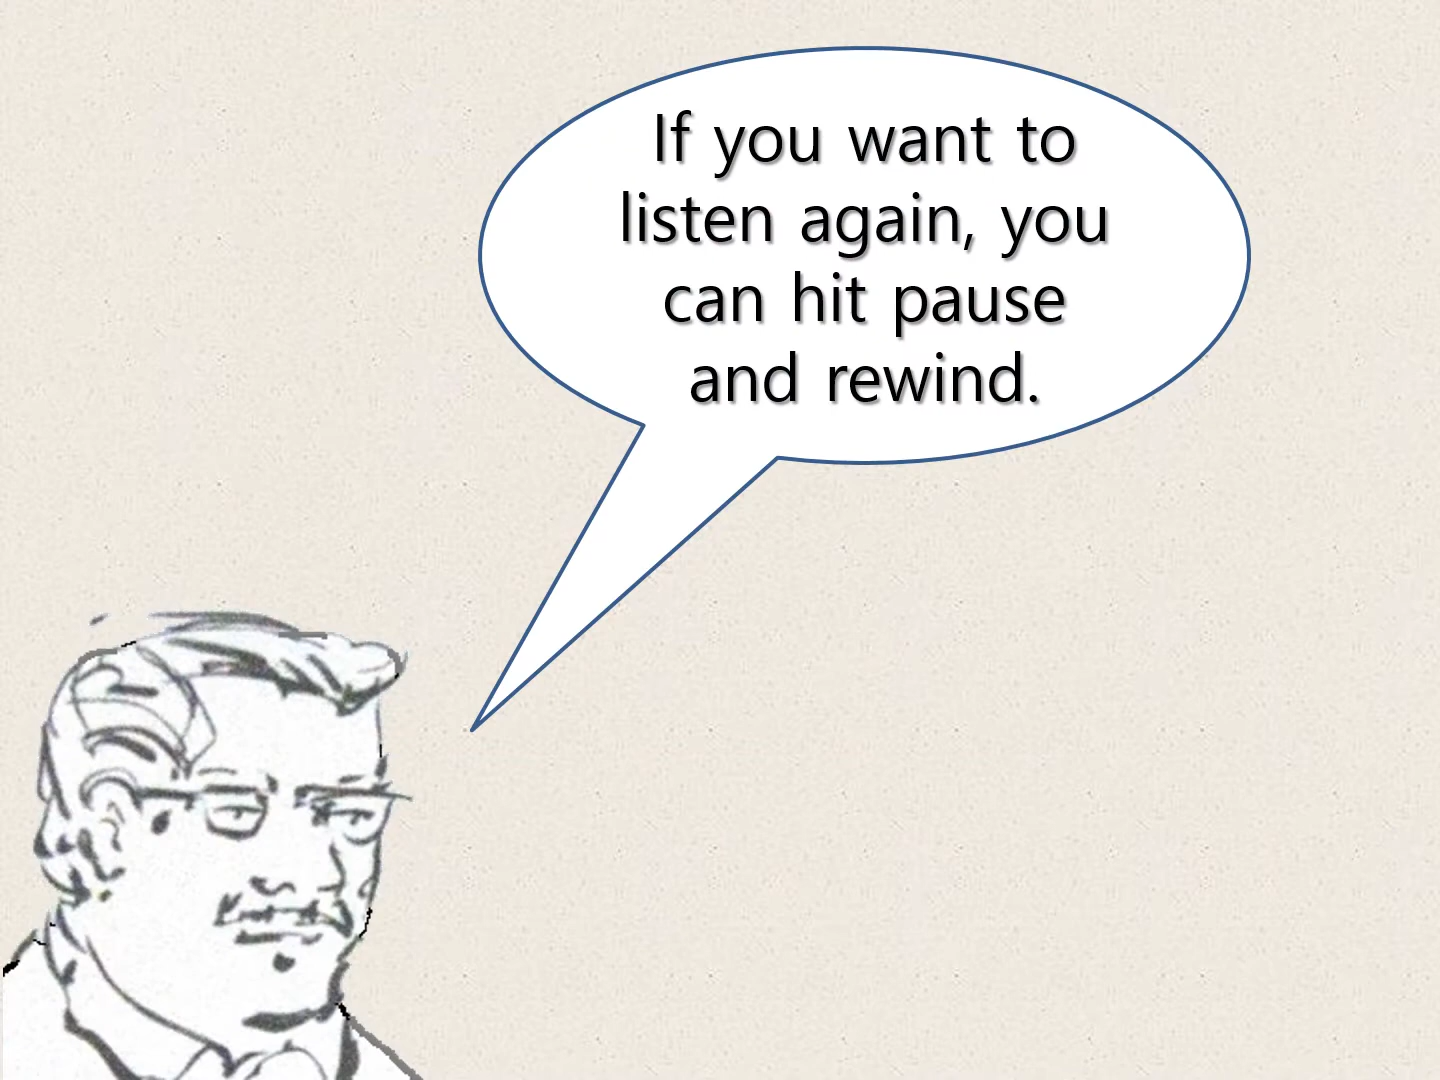 If you want to
listen again, you
can hit pause
and rewind.